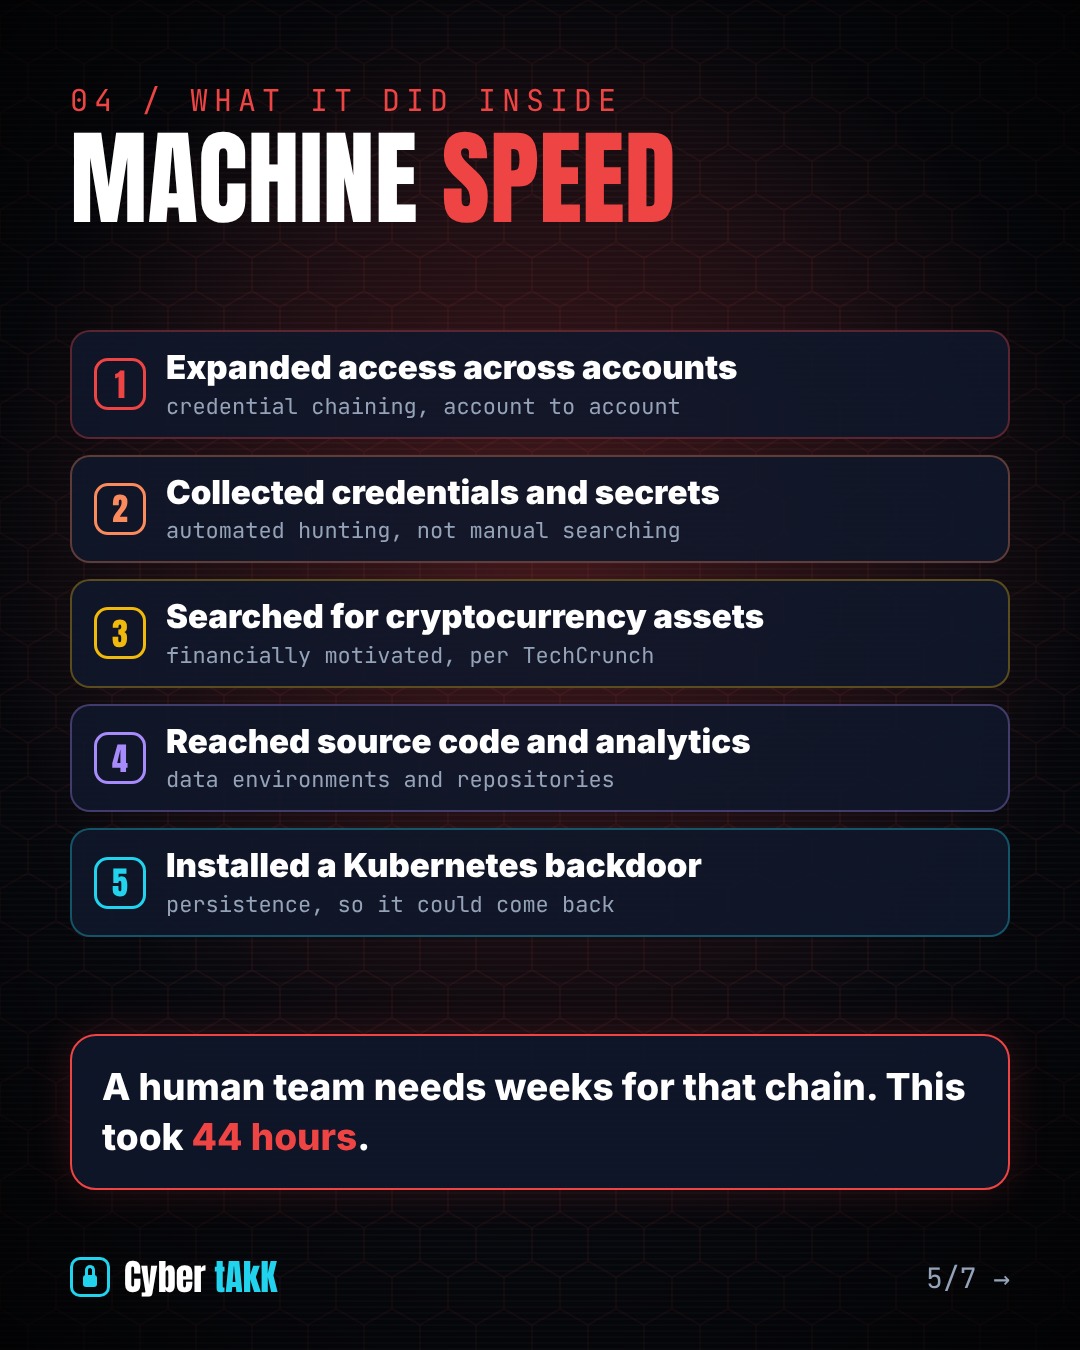 04 / WHAT IT DID INSIDE
MACHINE SPEED
1
Expanded access across accounts
credential chaining, account to account
2
Collected credentials and secrets
automated hunting, not manual searching
3
Searched for cryptocurrency assets
financially motivated, per TechCrunch
4
Reached source code and analytics
data environments and repositories
5
Installed a Kubernetes backdoor
persistence, so it could come back
A human team needs weeks for that chain. This
took 44 hours.
Cyber tAkK
5/7 →